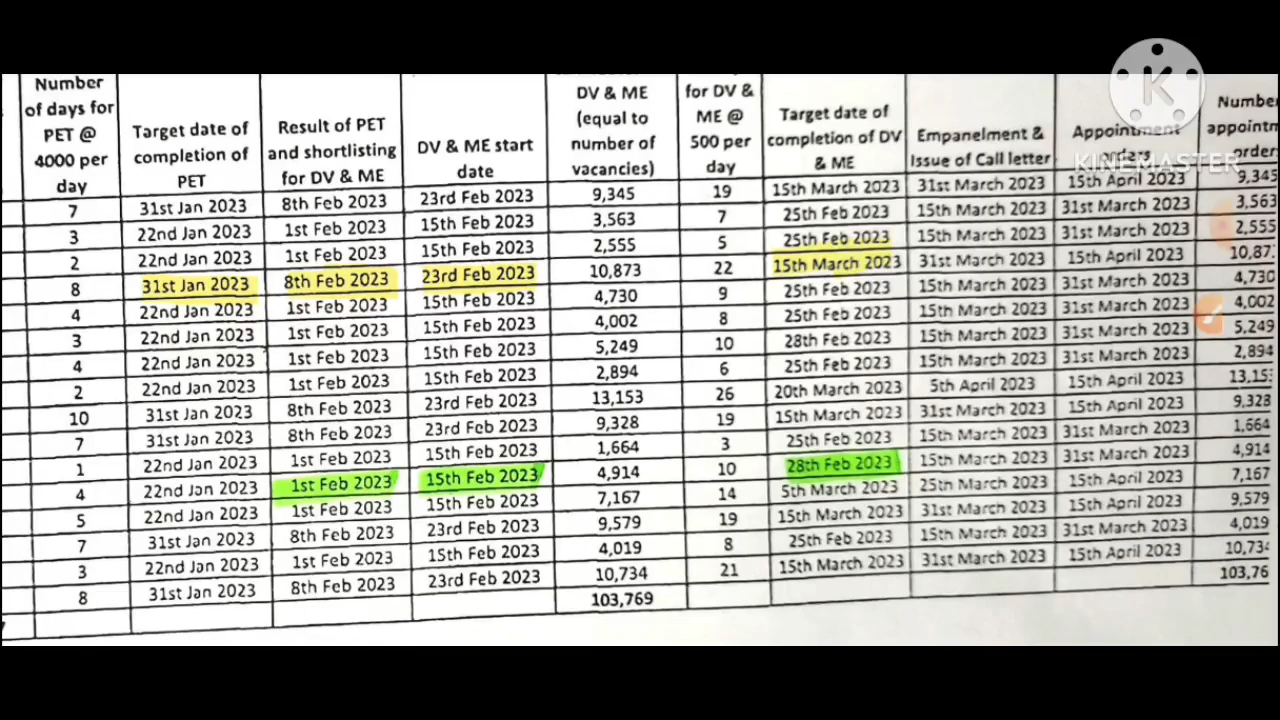 Number of days for PET @ 4000 per day
Target date of completion of PET
Result of PET and shortlisting for DV & ME
DV & ME start date
DV & ME (equal to number of vacancies)
for DV & ME @ 500 per day
Target date of completion of DV & ME
Empanelment & Issue of Call letter
Appointment orders
Number appointm orders
KINEMASTER
7 31st Jan 2023 8th Feb 2023 23rd Feb 2023 9,345 19 15th March 2023 31st March 2023 15th April 2023 9,345
3 22nd Jan 2023 1st Feb 2023 15th Feb 2023 3,563 7 25th Feb 2023 15th March 2023 31st March 2023 3,563
2 22nd Jan 2023 1st Feb 2023 15th Feb 2023 2,555 5 25th Feb 2023 15th March 2023 31st March 2023 2,555
8 31st Jan 2023 8th Feb 2023 23rd Feb 2023 10,873 22 15th March 2023 31st March 2023 15th April 2023 10,87
4 22nd Jan 2023 1st Feb 2023 15th Feb 2023 4,730 9 25th Feb 2023 15th March 2023 31st March 2023 4,730
3 22nd Jan 2023 1st Feb 2023 15th Feb 2023 4,002 8 25th Feb 2023 15th March 2023 31st March 2023 4,002
4 22nd Jan 2023 1st Feb 2023 15th Feb 2023 5,249 10 28th Feb 2023 15th March 2023 31st March 2023 5,249
2 22nd Jan 2023 1st Feb 2023 15th Feb 2023 2,894 6 25th Feb 2023 15th March 2023 31st March 2023 2,894
10 31st Jan 2023 8th Feb 2023 23rd Feb 2023 13,153 26 20th March 2023 5th April 2023 15th April 2023 13,153
7 31st Jan 2023 8th Feb 2023 23rd Feb 2023 9,328 19 15th March 2023 31st March 2023 15th April 2023 9,328
1 22nd Jan 2023 1st Feb 2023 15th Feb 2023 1,664 3 25th Feb 2023 15th March 2023 31st March 2023 1,664
4 22nd Jan 2023 1st Feb 2023 15th Feb 2023 4,914 10 28th Feb 2023 15th March 2023 31st March 2023 4,914
5 22nd Jan 2023 1st Feb 2023 15th Feb 2023 7,167 14 5th March 2023 25th March 2023 15th April 2023 7,167
7 31st Jan 2023 8th Feb 2023 23rd Feb 2023 9,579 19 15th March 2023 31st March 2023 15th April 2023 9,579
3 22nd Jan 2023 1st Feb 2023 15th Feb 2023 4,019 8 25th Feb 2023 15th March 2023 31st March 2023 4,019
8 31st Jan 2023 8th Feb 2023 23rd Feb 2023 10,734 21 15th March 2023 31st March 2023 15th April 2023 10,734
103,769 103,76